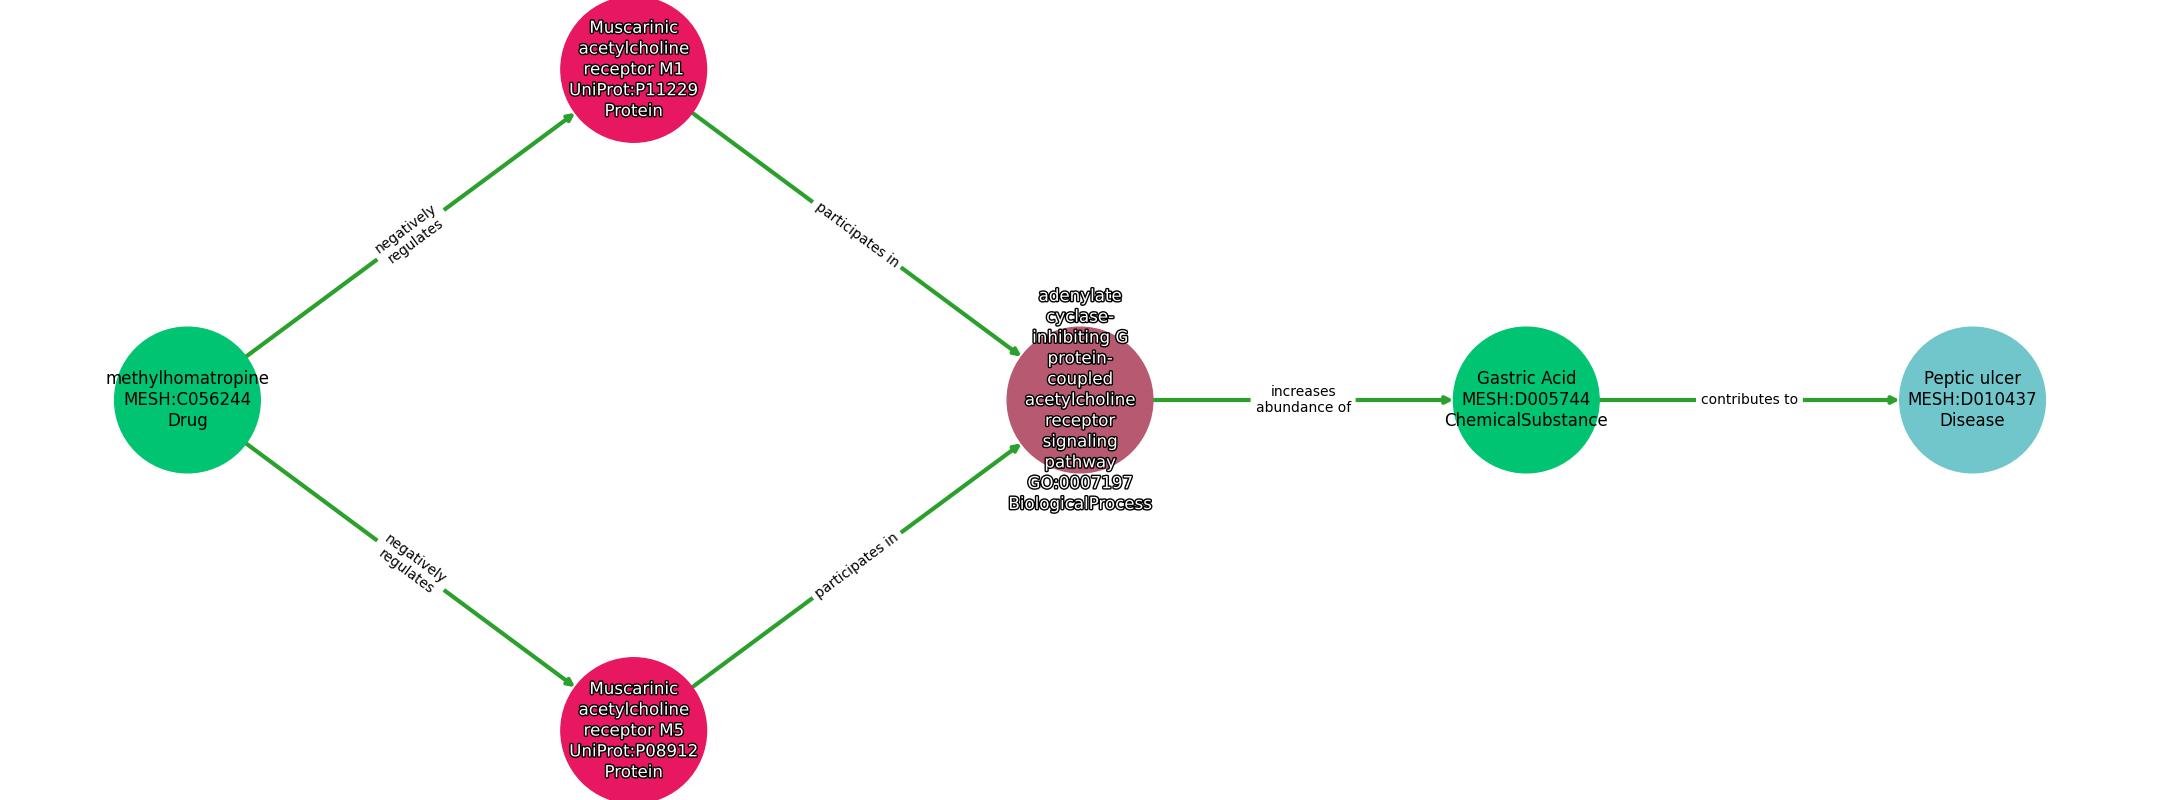 Muscarinic
acetylcholine
receptor M1
UniProt:P11229
Protein
negatively
regulates
participates in
methylhomatropine
MESH:C056244
Drug
adenylate
cyclase-
inhibiting G
protein-
coupled
acetylcholine
receptor
signaling
pathway
GO:0007197
BiologicalProcess
increases
abundance of
Gastric Acid
MESH:D005744
ChemicalSubstance
contributes to
Peptic ulcer
MESH:D010437
Disease
negatively
regulates
participates in
Muscarinic
acetylcholine
receptor M5
UniProt:P08912
Protein